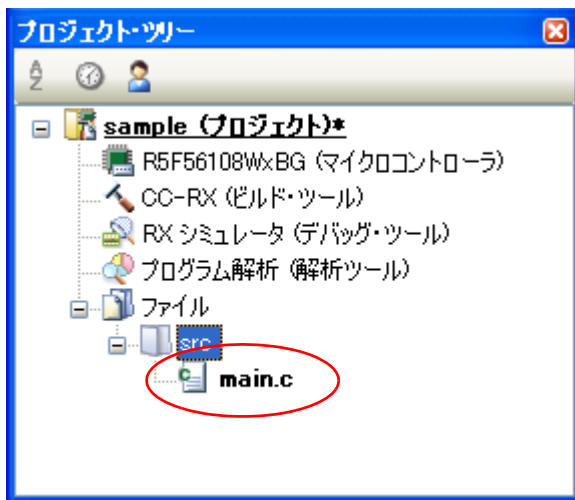 プロジェクト・ツリー
sample (プロジェクト)*
R5F56108WxBG (マイクロコントローラ)
CC-RX (ビルド・ツール)
RX シミュレータ (デバッグ・ツール)
プログラム解析 (解析ツール)
ファイル
src
main.c